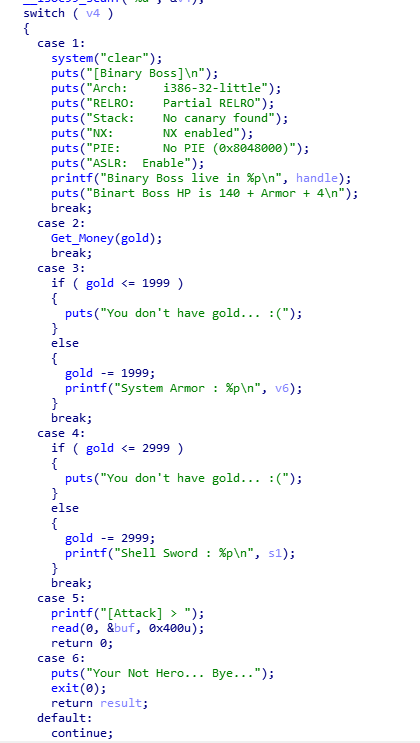 switch ( v4 )
{
case 1:
system("clear");
puts("[Binary Boss]\n");
puts("Arch:     i386-32-little");
puts("RELRO:    Partial RELRO");
puts("Stack:    No canary found");
puts("NX:       NX enabled");
puts("PIE:      No PIE (0x8048000)");
puts("ASLR:  Enable");
printf("Binary Boss live in %p\n", handle);
puts("Binart Boss HP is 140 + Armor + 4\n");
break;
case 2:
Get_Money(gold);
break;
case 3:
if ( gold <= 1999 )
{
puts("You don't have gold... :(");
}
else
{
gold -= 1999;
printf("System Armor : %p\n", v6);
}
break;
case 4:
if ( gold <= 2999 )
{
puts("You don't have gold... :(");
}
else
{
gold -= 2999;
printf("Shell Sword : %p\n", s1);
}
break;
case 5:
printf("[Attack] > ");
read(0, &buf, 0x400u);
return 0;
case 6:
puts("Your Not Hero... Bye...");
exit(0);
return result;
default:
continue;